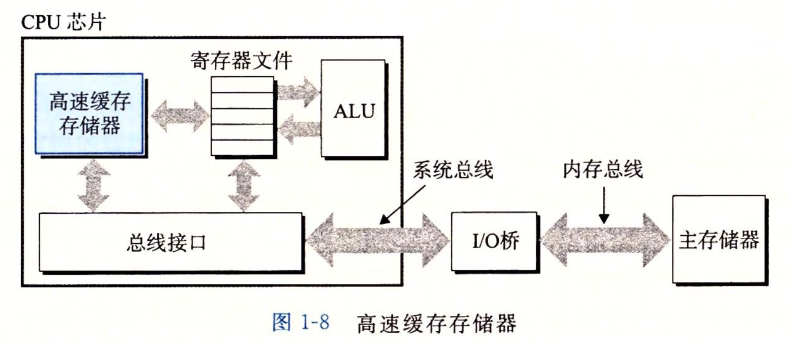 CPU 芯片
寄存器文件
高速缓存
存储器
ALU
系统总线
内存总线
总线接口
I/O桥
主存储器
图 1-8 高速缓存存储器